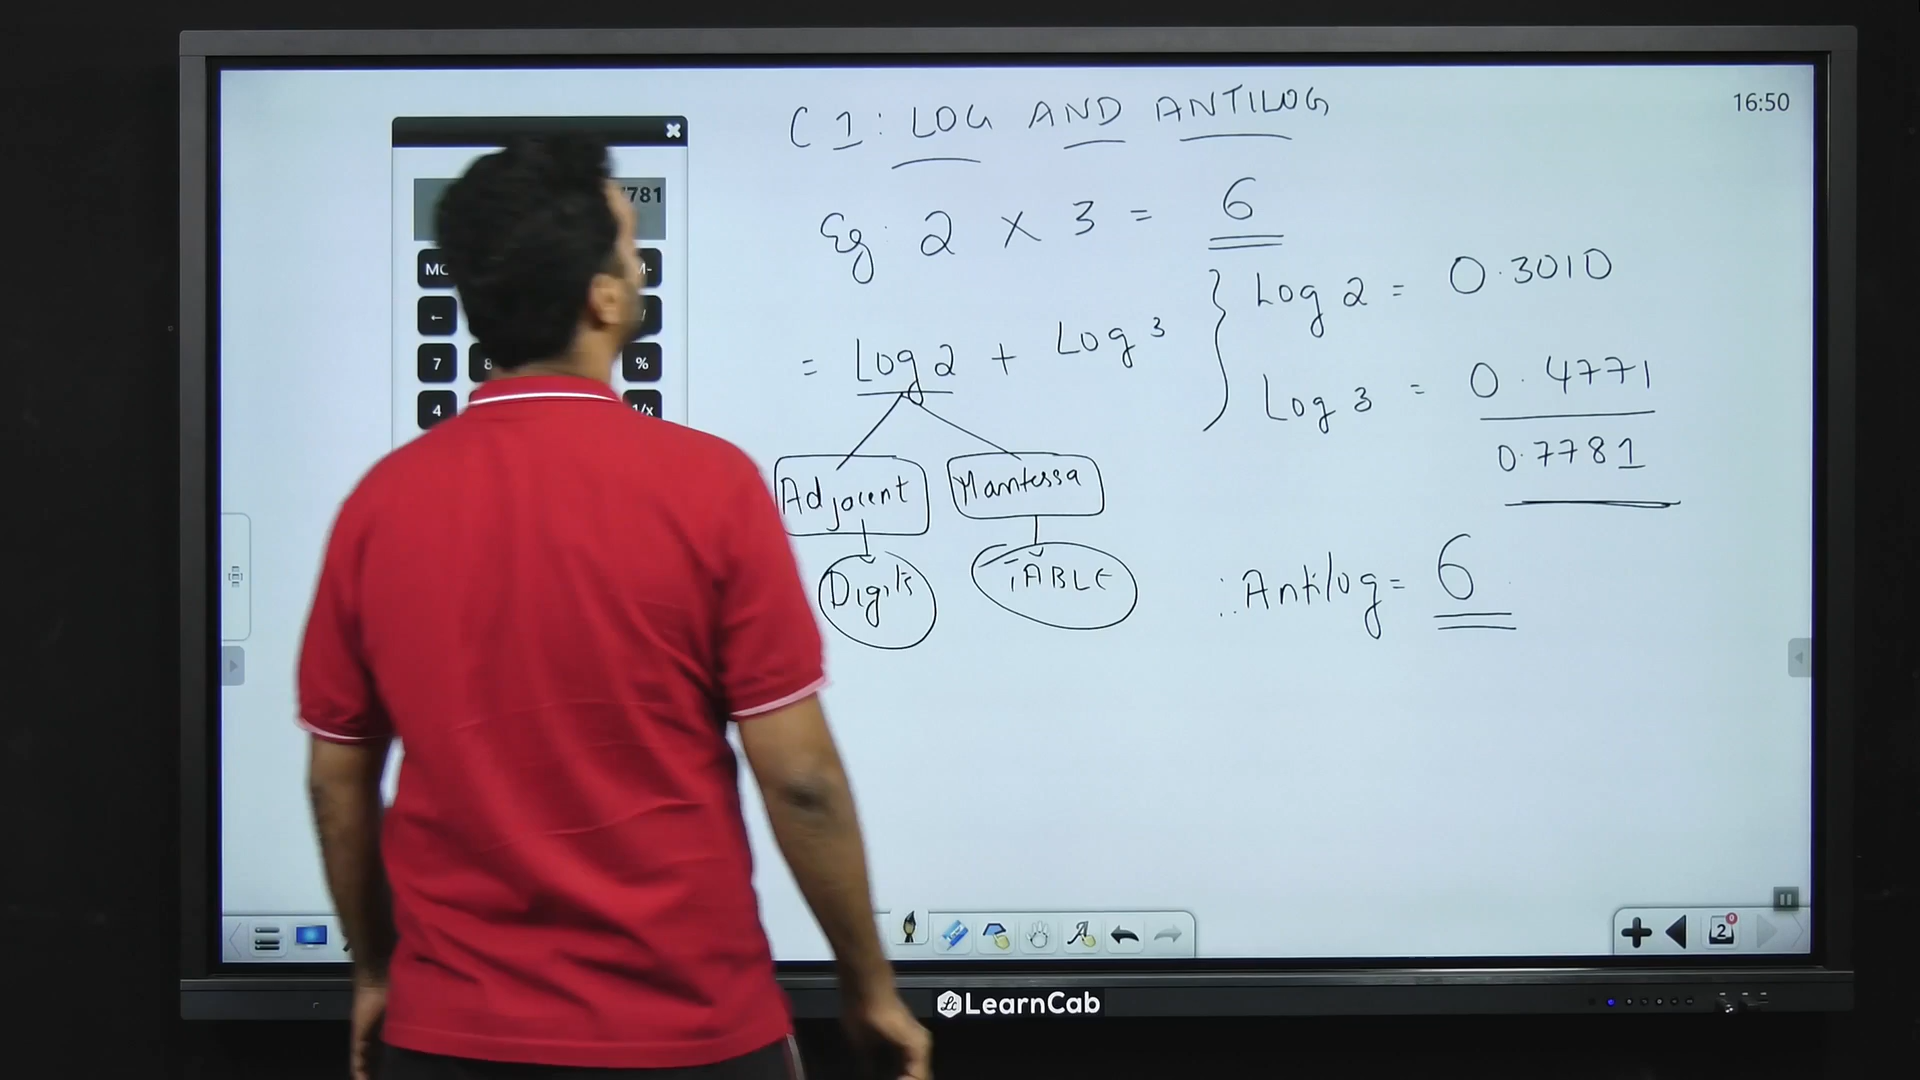 C 1: LOG AND ANTILOG
16:50
781
Eg: 2 X 3 = 6
= Log 2 + Log 3
Log 2 = 0.3010
Log 3 = 0.4771
0.7781
Adjacent
Mantessa
Digits
TABLE
∴ Antilog = 6
MC
M-
←
7 8 %
4 1/x
2
LearnCab